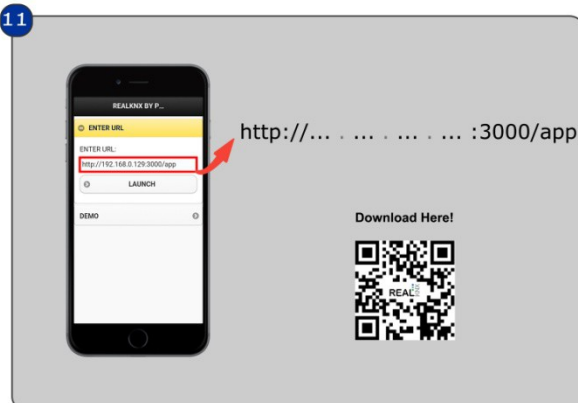 11
REALKNX BY P...
ENTER URL
ENTER URL:
http://192.168.0.129:3000/app
LAUNCH
DEMO
http://... . ... . ... . ... :3000/app
Download Here!
REAL